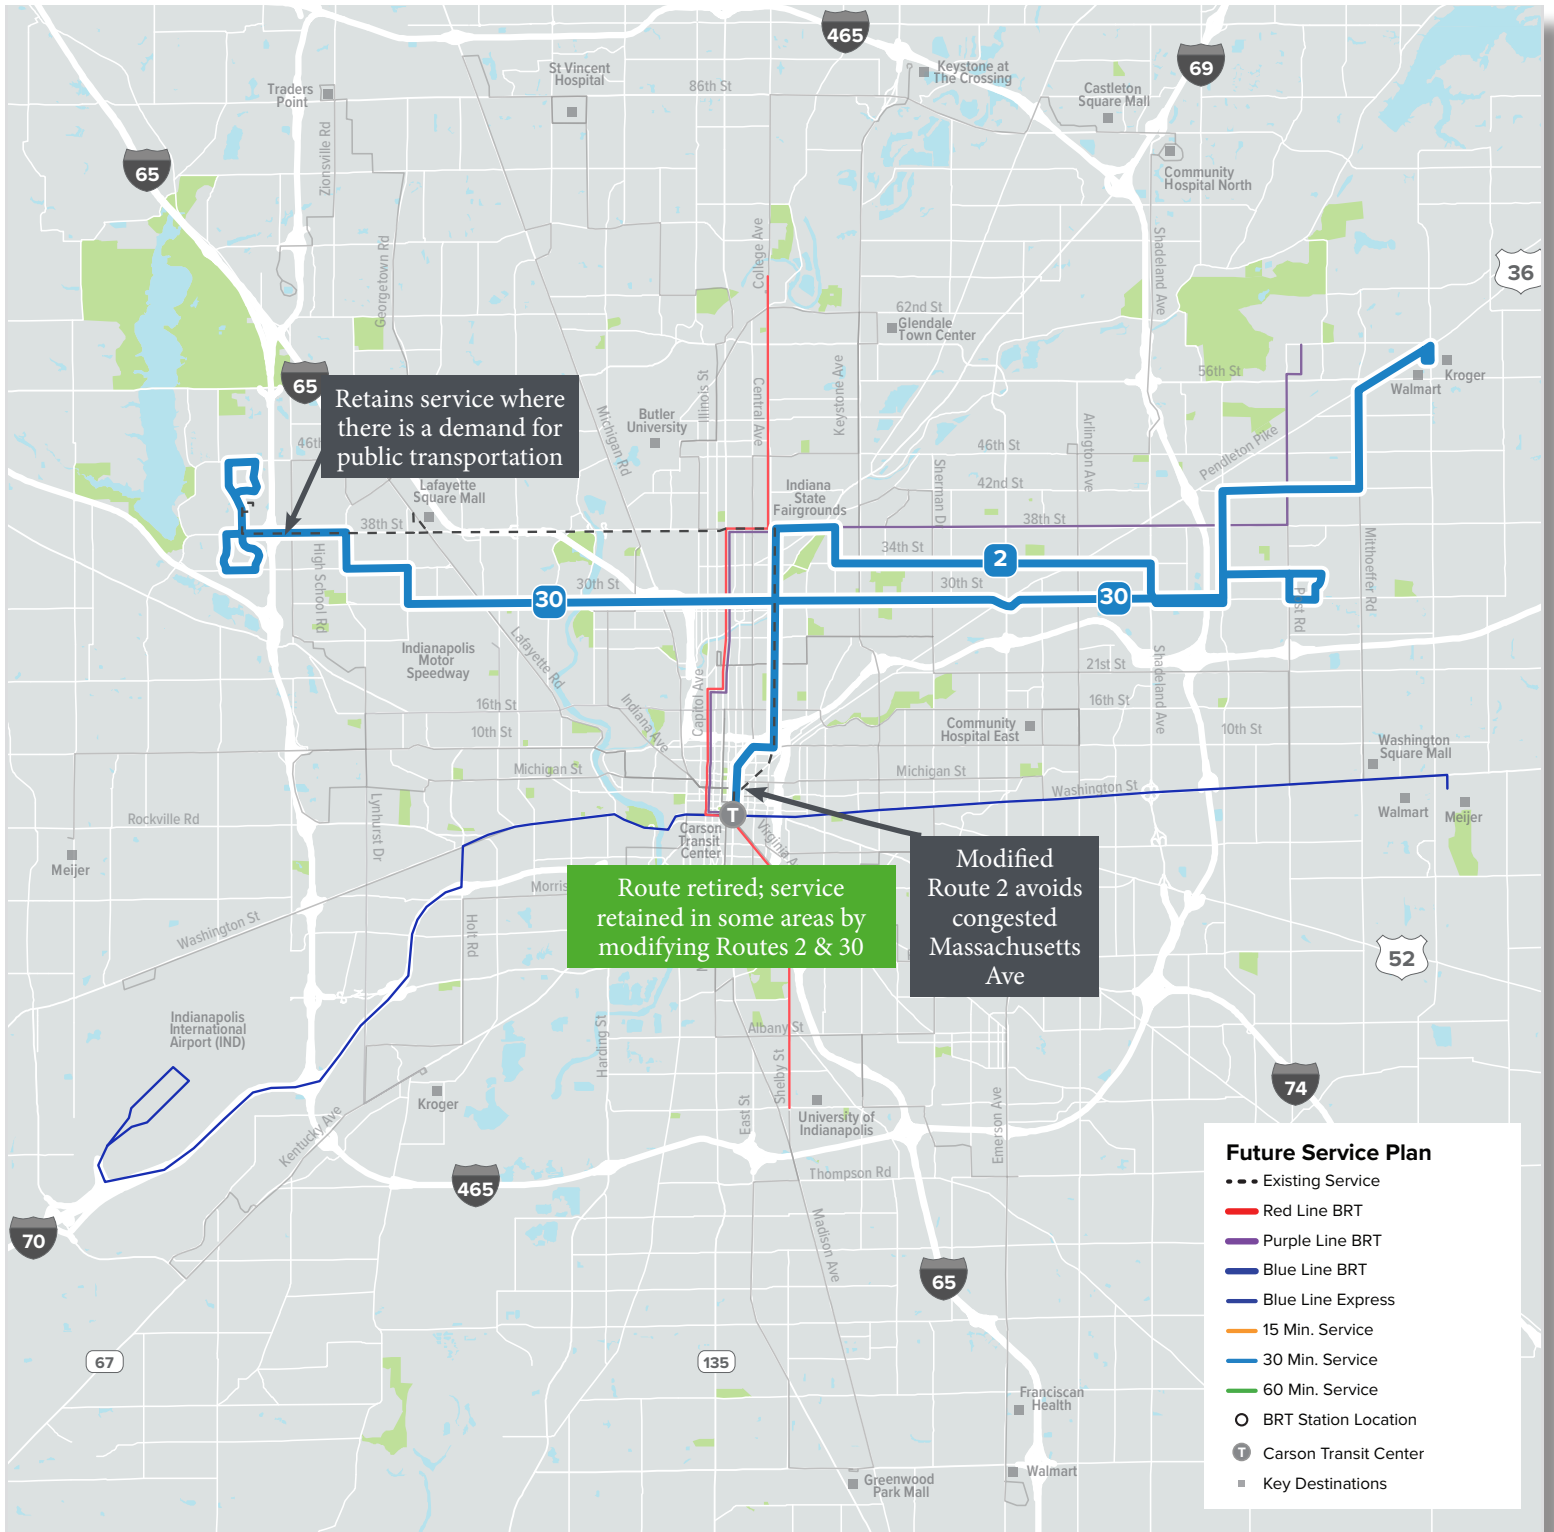 465
69
Keystone at
The Crossing
St Vincent
Hospital
86th St
Traders
Point
Castleton
Square Mall
Zionsville Rd
65
Community
Hospital North
Georgetown Rd
College Ave
Shadeland Ave
36
62nd St
Glendale
Town Center
56th St
Kroger
Walmart
65
Retains service where
there is a demand for
public transportation
46th
Illinois St
Central Ave
Keystone Ave
Michigan Rd
Butler
University
Arlington Ave
46th St
Pendleton Pike
Lafayette
Square Mall
Indiana
State
Fairgrounds
Sherman Dr
42nd St
38th St
38th St
34th St
2
High School Rd
30th St
30th St
30
30
Post Rd
Mitthoeffer Rd
Indianapolis
Motor
Speedway
Lafayette Rd
21st St
Shadeland Ave
Capitol Ave
Indiana Ave
16th St
16th St
10th St
10th St
Community
Hospital East
Washington
Square Mall
Michigan St
Michigan St
Washington St
Walmart
Meijer
Rockville Rd
Lynhurst Dr
T
Carson
Transit
Center
Virginia A
Meijer
Morris
Route retired; service
retained in some areas by
modifying Routes 2 & 30
Modified
Route 2 avoids
congested
Massachusetts
Ave
Washington St
Holt Rd
52
Indianapolis
International
Airport (IND)
Harding St
Albany St
Shelby St
East St
Kroger
University of
Indianapolis
Emerson Ave
74
Kentucky Ave
465
Thompson Rd
70
Madison Ave
65
67
135
Franciscan
Health
Walmart
Greenwood
Park Mall
Future Service Plan
Existing Service
Red Line BRT
Purple Line BRT
Blue Line BRT
Blue Line Express
15 Min. Service
30 Min. Service
60 Min. Service
BRT Station Location
T Carson Transit Center
Key Destinations